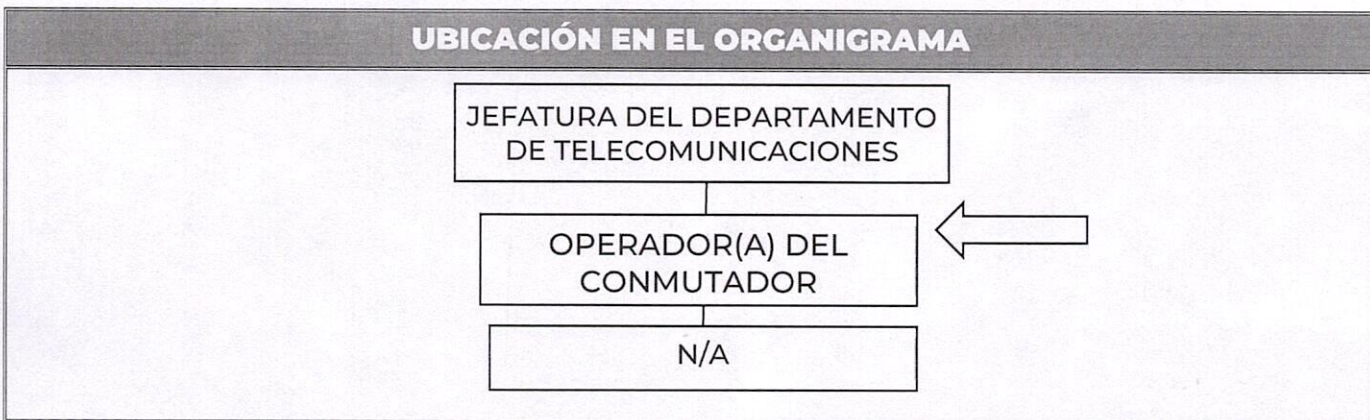 UBICACIÓN EN EL ORGANIGRAMA
JEFATURA DEL DEPARTAMENTO
DE TELECOMUNICACIONES
OPERADOR(A) DEL
CONMUTADOR
N/A